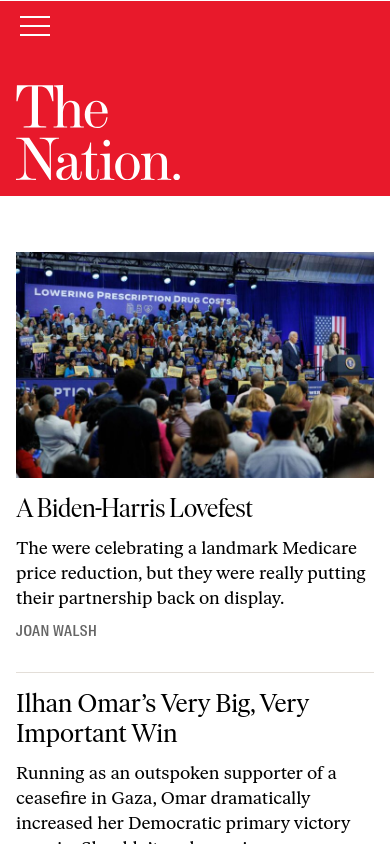 The
Nation.
LOWERING PRESCRIPTION DRUG COSTS
A Biden-Harris Lovefest
The were celebrating a landmark Medicare
price reduction, but they were really putting
their partnership back on display.
JOAN WALSH
Ilhan Omar’s Very Big, Very
Important Win
Running as an outspoken supporter of a
ceasefire in Gaza, Omar dramatically
increased her Democratic primary victory